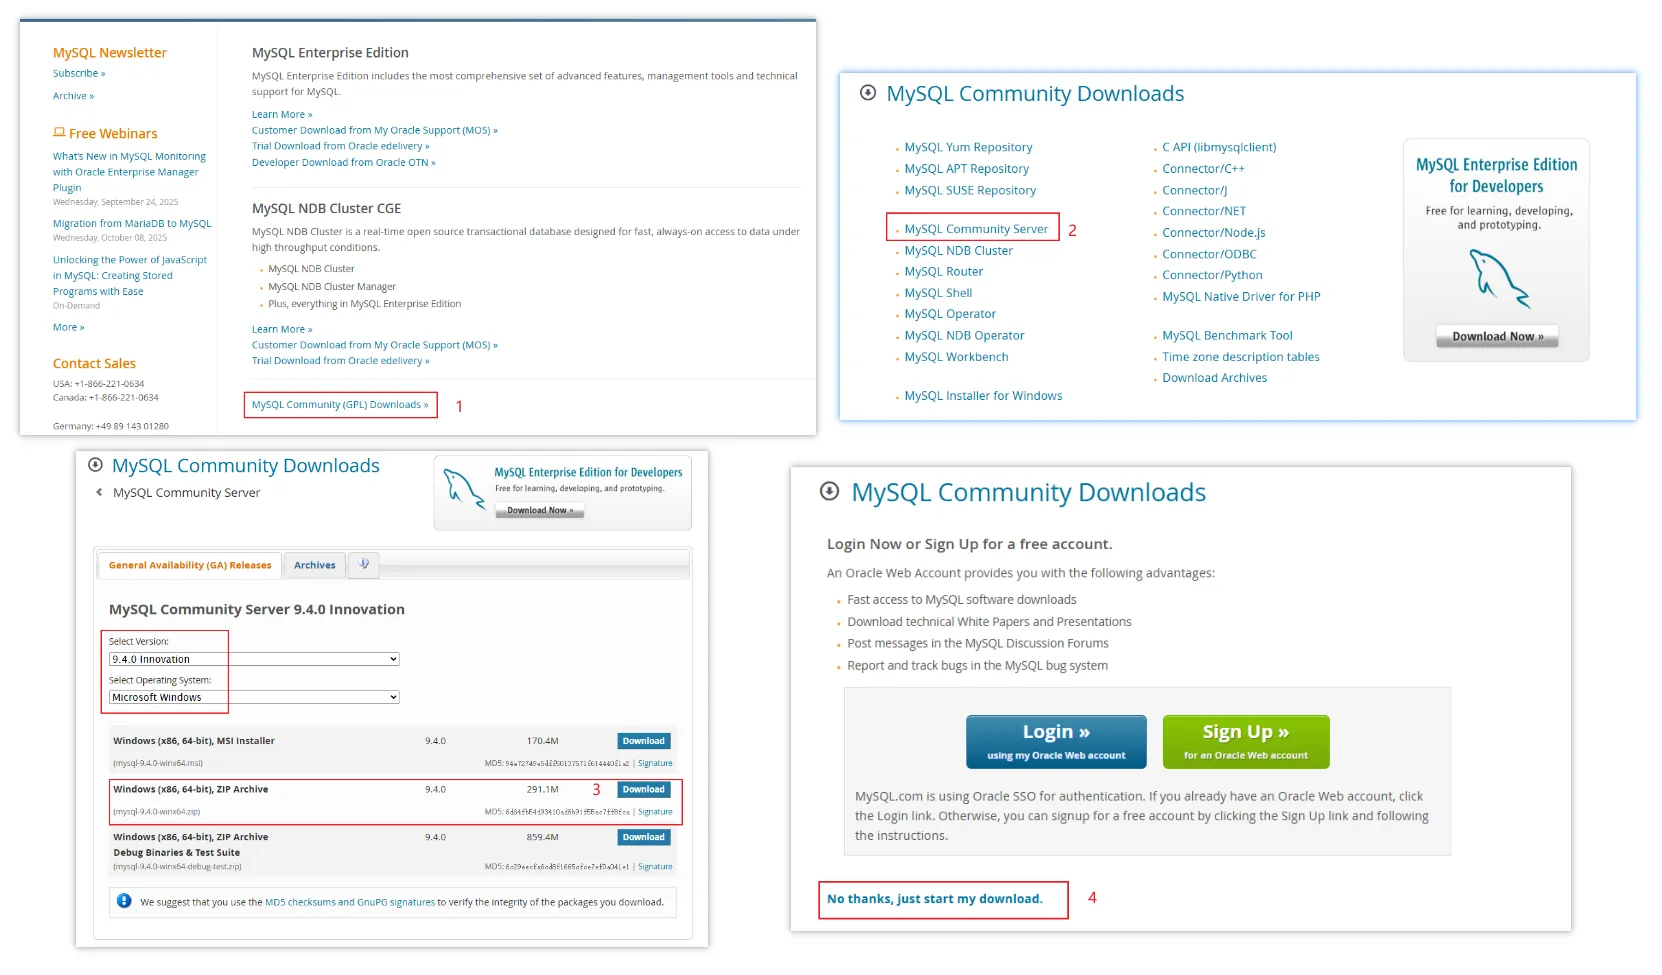 MySQL Newsletter
Subscribe »
Archive »
Free Webinars
What's New in MySQL Monitoring
with Oracle Enterprise Manager
Plugin
Wednesday, September 24, 2025
Migration from MariaDB to MySQL
Wednesday, October 08, 2025
Unlocking the Power of JavaScript
in MySQL: Creating Stored
Programs with Ease
On-Demand
More »
Contact Sales
USA: +1-866-221-0634
Canada: +1-866-221-0634
Germany: +49 89 143 01280
MySQL Enterprise Edition
MySQL Enterprise Edition includes the most comprehensive set of advanced features, management tools and technical
support for MySQL.
Learn More »
Customer Download from My Oracle Support (MOS) »
Trial Download from Oracle edelivery »
Developer Download from Oracle OTN »
MySQL NDB Cluster CGE
MySQL NDB Cluster is a real-time open source transactional database designed for fast, always-on access to data under
high throughput conditions.
MySQL NDB Cluster
MySQL NDB Cluster Manager
Plus, everything in MySQL Enterprise Edition
Learn More »
Customer Download from My Oracle Support (MOS) »
Trial Download from Oracle edelivery »
MySQL Community (GPL) Downloads » 1
MySQL Community Downloads
MySQL Yum Repository
MySQL APT Repository
MySQL SUSE Repository
MySQL Community Server 2
MySQL NDB Cluster
MySQL Router
MySQL Shell
MySQL Operator
MySQL NDB Operator
MySQL Workbench
MySQL Installer for Windows
C API (libmysqlclient)
Connector/C++
Connector/J
Connector/NET
Connector/Node.js
Connector/ODBC
Connector/Python
MySQL Native Driver for PHP
MySQL Benchmark Tool
Time zone description tables
Download Archives
MySQL Enterprise Edition
for Developers
Free for learning, developing,
and prototyping.
Download Now »
MySQL Community Downloads
MySQL Community Server
MySQL Enterprise Edition for Developers
Free for learning, developing, and prototyping.
Download Now »
General Availability (GA) Releases Archives
MySQL Community Server 9.4.0 Innovation
Select Version:
9.4.0 Innovation
Select Operating System:
Microsoft Windows
Windows (x86, 64-bit), MSI Installer 9.4.0 170.4M Download
(mysql-9.4.0-winx64.msi) MD5: | Signature
Windows (x86, 64-bit), ZIP Archive 9.4.0 291.1M 3 Download
(mysql-9.4.0-winx64.zip) MD5: | Signature
Windows (x86, 64-bit), ZIP Archive 9.4.0 859.4M Download
Debug Binaries & Test Suite
(mysql-9.4.0-winx64-debug-test.zip) MD5: | Signature
We suggest that you use the MD5 checksums and GnuPG signatures to verify the integrity of the packages you download.
MySQL Community Downloads
Login Now or Sign Up for a free account.
An Oracle Web Account provides you with the following advantages:
Fast access to MySQL software downloads
Download technical White Papers and Presentations
Post messages in the MySQL Discussion Forums
Report and track bugs in the MySQL bug system
Login »
using my Oracle Web account
Sign Up »
for an Oracle Web account
MySQL.com is using Oracle SSO for authentication. If you already have an Oracle Web account, click
the Login link. Otherwise, you can signup for a free account by clicking the Sign Up link and following
the instructions.
No thanks, just start my download. 4